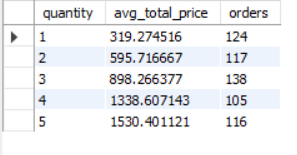 quantity avg_total_price orders
1 319.274516 124
2 595.716667 117
3 898.266377 138
4 1338.607143 105
5 1530.401121 116